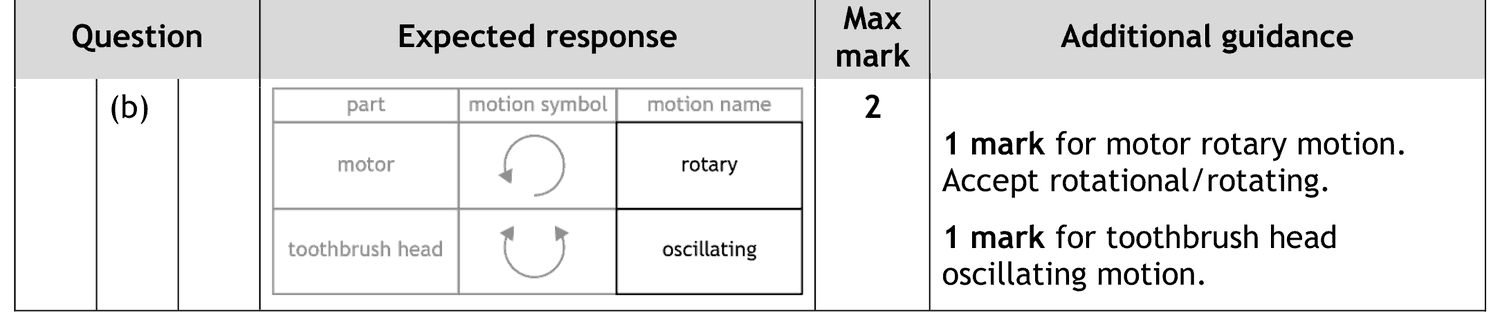 Question
Expected response
Max
mark
Additional guidance
(b)
part
motion symbol
motion name
motor
rotary
toothbrush head
oscillating
2
1 mark for motor rotary motion.
Accept rotational/rotating.
1 mark for toothbrush head
oscillating motion.